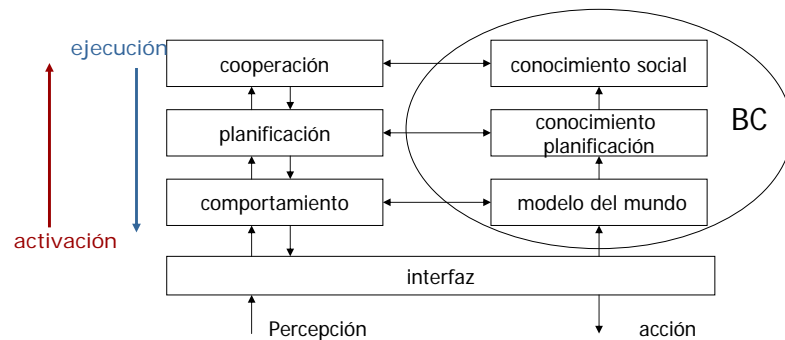 ejecución
cooperación
conocimiento social
planificación
conocimiento
planificación
BC
comportamiento
modelo del mundo
activación
interfaz
Percepción
acción